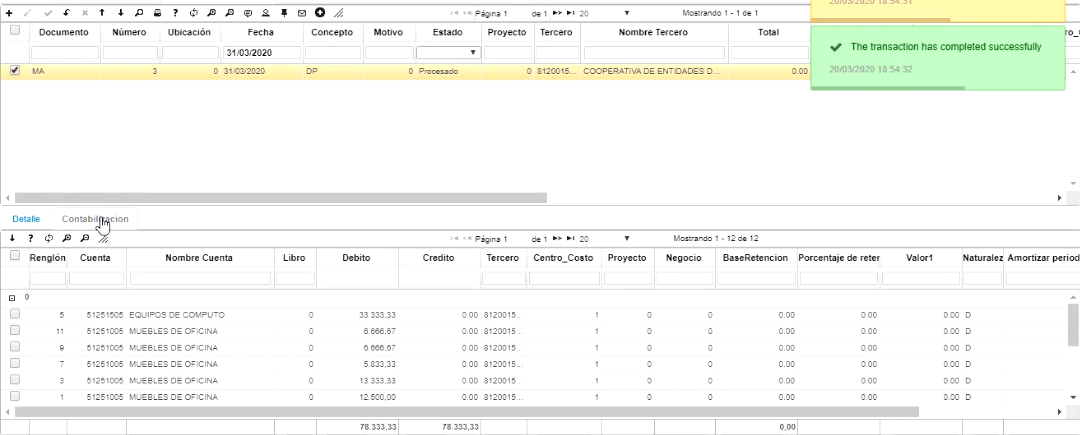 20/03/2020 18:54:31
Página 1 de 1 20 Mostrando 1 - 1 de 1
Documento Número Ubicación Fecha Concepto Motivo Estado Proyecto Tercero Nombre Tercero Total
The transaction has completed successfully
31/03/2020
20/03/2020 18:54:32
MA 3 0 31/03/2020 DP 0 Procesado 0 8120015... COOPERATIVA DE ENTIDADES D... 0.00
Detalle Contabilizacion
Página 1 de 1 20 Mostrando 1 - 12 de 12
Renglón Cuenta Nombre Cuenta Libro Debito Credito Tercero Centro_Costo Proyecto Negocio BaseRetencion Porcentaje de reter Valor1 Naturalez Amortizar period
0
5 51251505 EQUIPOS DE COMPUTO 0 33.333,33 0.00 8120015... 1 0 0 0.00 0.00 0.00 D
11 51251005 MUEBLES DE OFICINA 0 6.666,67 0.00 8120015... 1 0 0 0.00 0.00 0.00 D
9 51251005 MUEBLES DE OFICINA 0 6.666,67 0.00 8120015... 1 0 0 0.00 0.00 0.00 D
7 51251005 MUEBLES DE OFICINA 0 5.833,33 0.00 8120015... 1 0 0 0.00 0.00 0.00 D
3 51251005 MUEBLES DE OFICINA 0 13.333,33 0.00 8120015... 1 0 0 0.00 0.00 0.00 D
1 51251005 MUEBLES DE OFICINA 0 12.500,00 0.00 8120015... 1 0 0 0.00 0.00 0.00 D
78.333,33 78.333,33 0,00